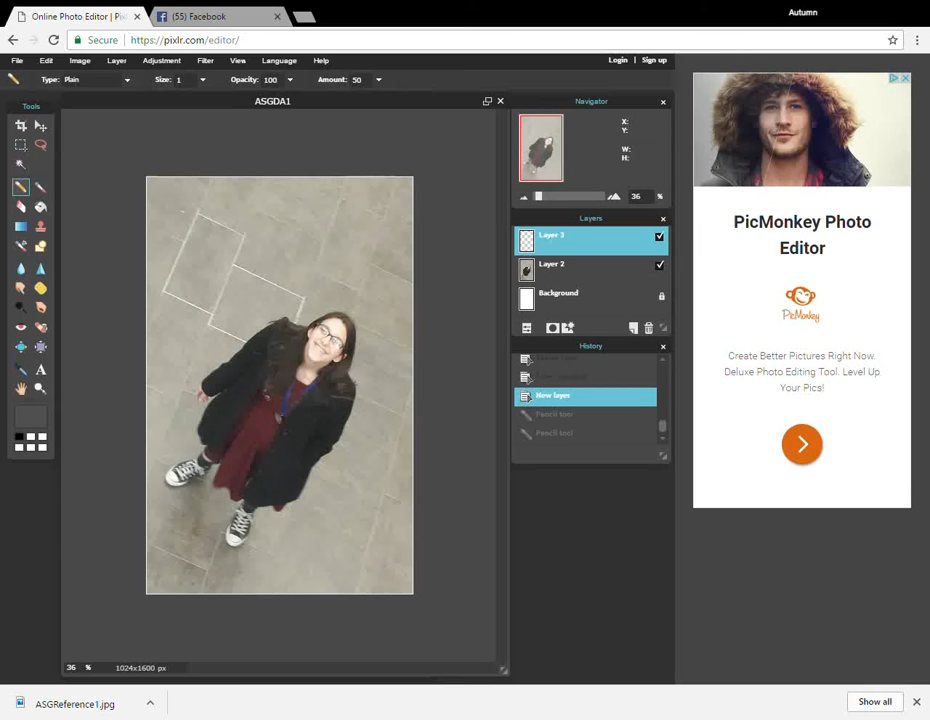 Online Photo Editor | Pix
(55) Facebook
Autumn
Secure
https://pixlr.com/editor/
File Edit Image Layer Adjustment Filter View Language Help
Login | Sign up
Type: Plain Size: 1 Opacity: 100 Amount: 50
Tools
ASGDA1
Navigator
X:
Y:
W:
H:
36 %
Layers
Layer 3
Layer 2
Background
History
New layer
Pencil tool
Pencil tool
PicMonkey Photo
Editor
PicMonkey
Create Better Pictures Right Now.
Deluxe Photo Editing Tool. Level Up
Your Pics!
36 % 1024x1600 px
ASGReference1.jpg
Show all